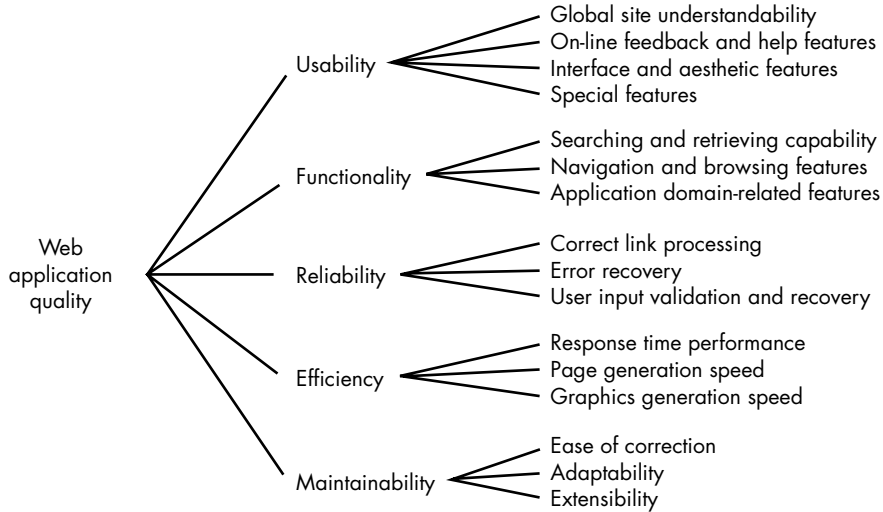 Web
application
quality
Usability
Global site understandability
On-line feedback and help features
Interface and aesthetic features
Special features
Functionality
Searching and retrieving capability
Navigation and browsing features
Application domain-related features
Reliability
Correct link processing
Error recovery
User input validation and recovery
Efficiency
Response time performance
Page generation speed
Graphics generation speed
Maintainability
Ease of correction
Adaptability
Extensibility